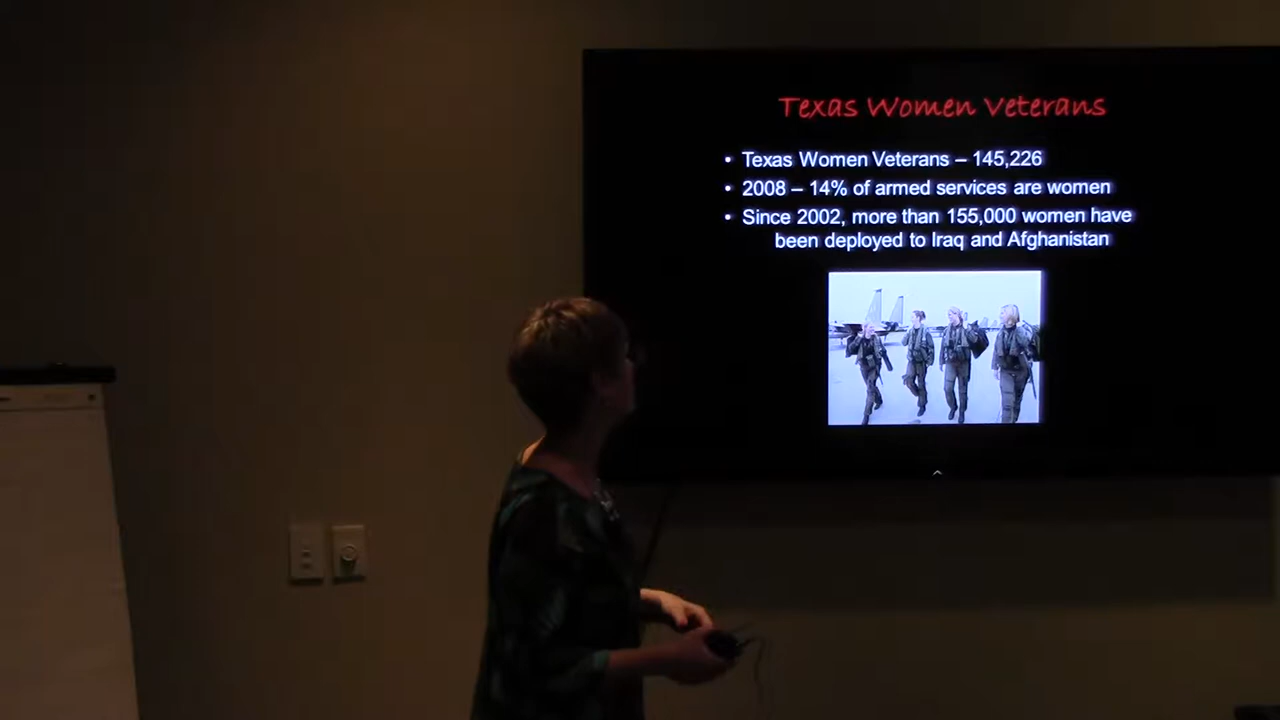 Texas Women Veterans
• Texas Women Veterans – 145,226
• 2008 – 14% of armed services are women
• Since 2002, more than 155,000 women have
been deployed to Iraq and Afghanistan